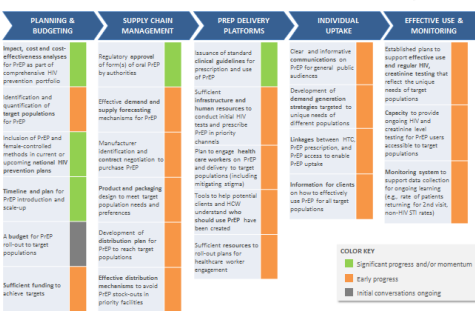 PLANNING &
BUDGETING
Impact, cost and cost-
effectiveness analyses
for PrEP as part of
comprehensive HIV
prevention portfolio
Identification and
quantification of
target populations
for PrEP
Inclusion of PrEP and
female-controlled
methods in current or
upcoming national HIV
prevention plans
Timeline and plan for
PrEP introduction and
scale-up
A budget for PrEP
roll-out to target
populations
Sufficient funding to
achieve targets
SUPPLY CHAIN
MANAGEMENT
Regulatory approval
of form(s) of oral PrEP
by authorities
Effective demand and
supply forecasting
mechanisms for PrEP
Manufacturer
identification and
contract negotiation to
purchase PrEP
Product and packaging
design to meet target
population needs and
preferences
Development of
distribution plan for
PrEP to reach target
populations
Effective distribution
mechanisms to avoid
PrEP stock-outs in
priority facilities
PREP DELIVERY
PLATFORMS
Issuance of standard
clinical guidelines for
prescription and use
of PrEP
Sufficient
infrastructure and
human resources to
conduct initial HIV
tests and prescribe
PrEP in priority
channels
Plan to engage health
care workers on PrEP
and delivery to target
populations (including
mitigating stigma)
Tools to help potential
clients and HCW
understand who
should use PrEP have
been created
Sufficient resources to
roll-out plans for
healthcare worker
engagement
INDIVIDUAL
UPTAKE
Clear and informative
communications on
PrEP for general public
audiences
Development of
demand generation
strategies targeted to
unique needs of
different populations
Linkages between HTC,
PrEP prescription, and
PrEP access to enable
PrEP uptake
Information for clients
on how to effectively
use PrEP for all target
populations
EFFECTIVE USE &
MONITORING
Established plans to
support effective use
and regular HIV,
creatinine testing that
reflect the unique
needs of target
populations
Capacity to provide
ongoing HIV and
creatinine level
testing for PrEP users
accessible to target
populations
Monitoring system to
support data collection
for ongoing learning
(e.g., rate of patients
returning for 2nd visit,
non-HIV STI rates)
COLOR KEY
Significant progress and/or momentum
Early progress
Initial conversations ongoing